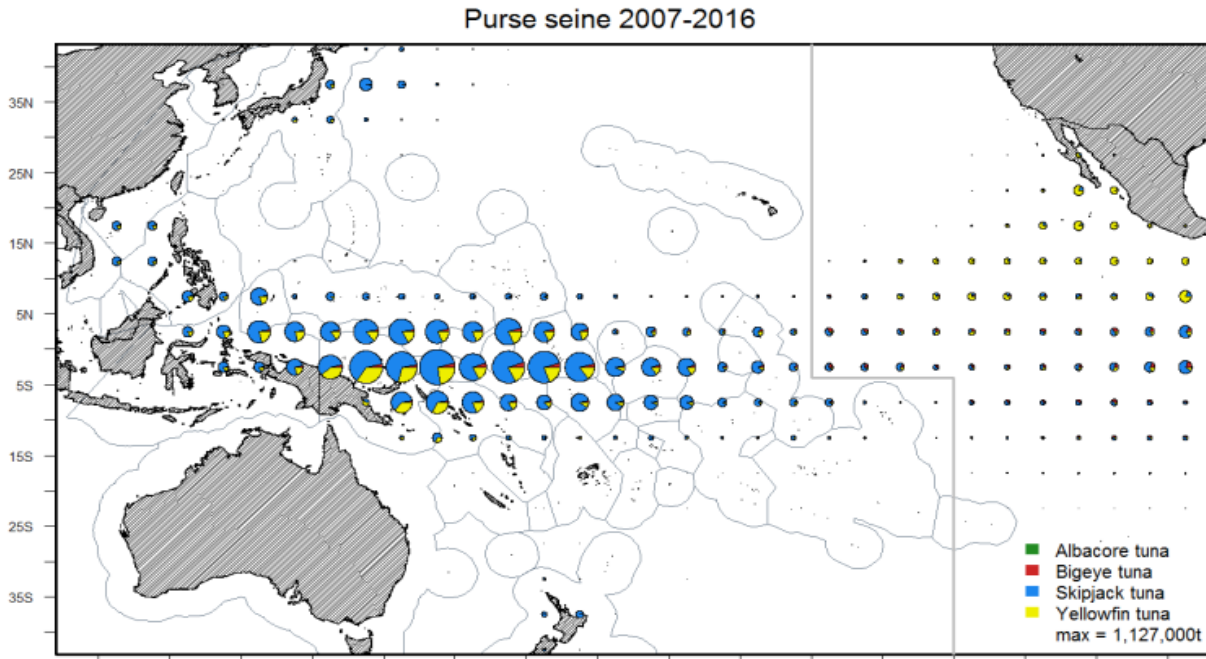 Purse seine 2007-2016
35N
25N
15N
5N
5S
15S
25S
35S
Albacore tuna
Bigeye tuna
Skipjack tuna
Yellowfin tuna
max = 1,127,000t